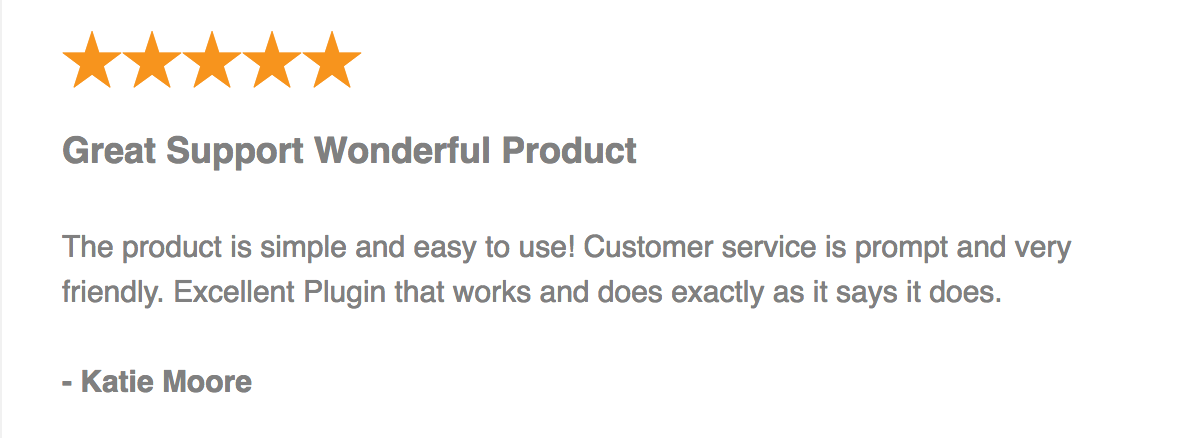 Great Support Wonderful Product
The product is simple and easy to use! Customer service is prompt and very
friendly. Excellent Plugin that works and does exactly as it says it does.
- Katie Moore